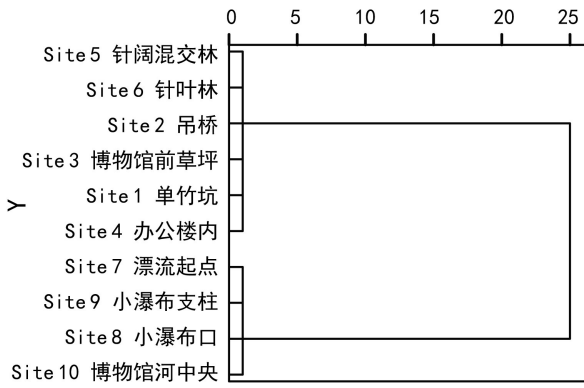 0 5 10 15 20 25
Site5 针阔混交林
Site6 针叶林
Site2 吊桥
Site3 博物馆前草坪
Site1 单竹坑
Site4 办公楼内
Site7 漂流起点
Site9 小瀑布支柱
Site8 小瀑布口
Site10 博物馆河中央
Y